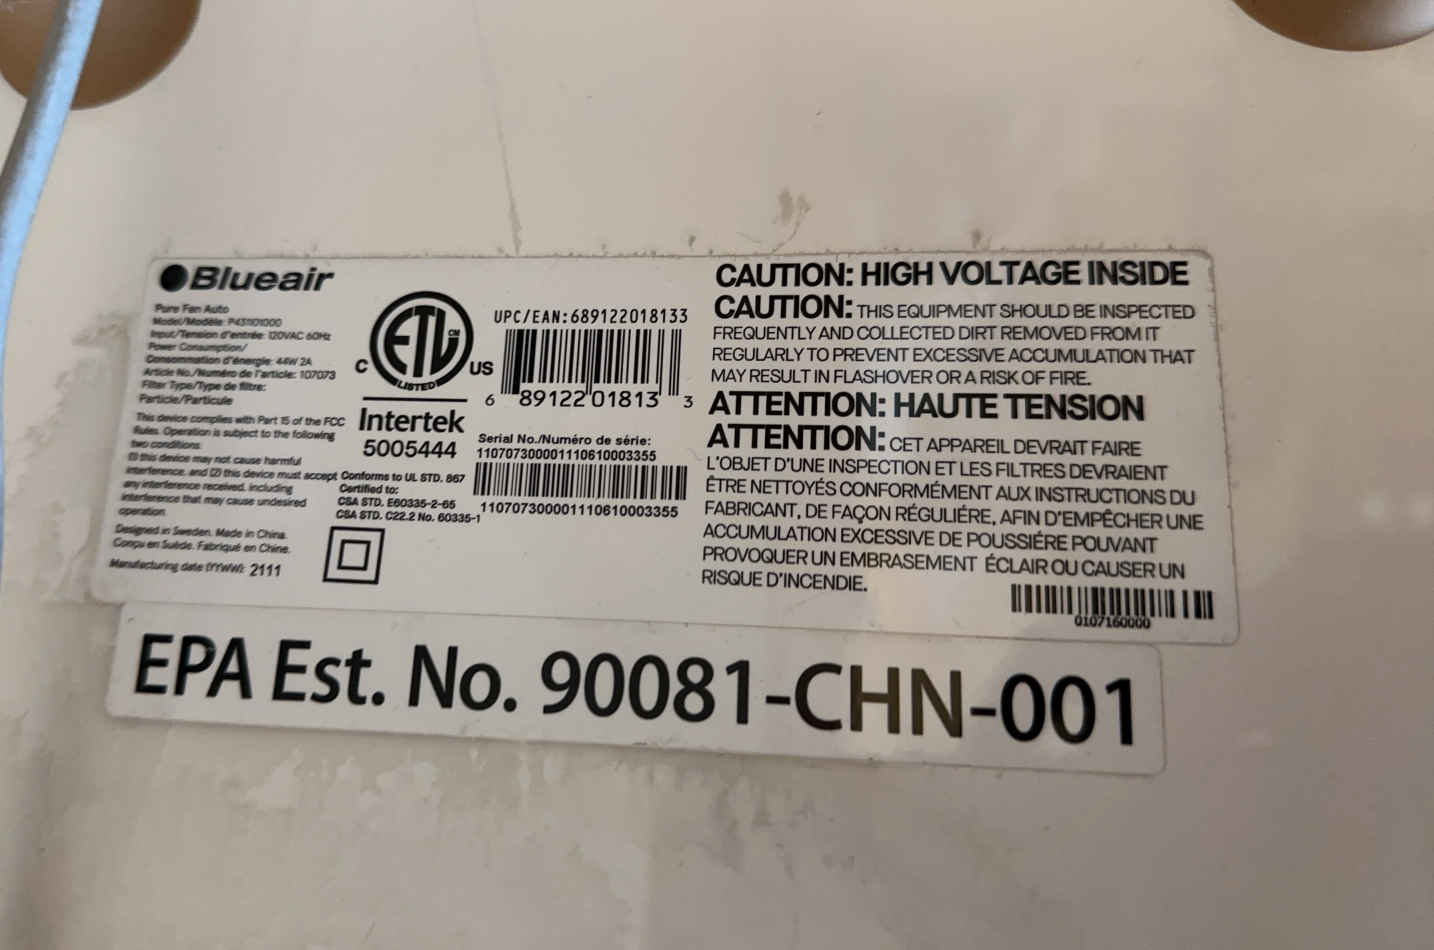 Blueair
Pure Fan Auto
Model/Modèle: P431101000
Input/Tension d'entrée: 120VAC 60Hz
Power Consumption/
Consommation d'énergie: 44W 2A
Article No./Numéro de l'article: 107073
Filter Type/Type de filtre:
Particle/Particule
This device complies with Part 15 of the FCC
Rules. Operation is subject to the following
two conditions:
(1) this device may not cause harmful
interference, and (2) this device must accept
any interference received, including
interference that may cause undesired
operation.
Designed in Sweden. Made in China.
Conçu en Suède. Fabriqué en Chine.
Manufacturing date (YYWW): 2111
C ETL CM US
LISTED
Intertek
5005444
Conforms to UL STD. 867
Certified to:
CSA STD. E60335-2-65
CSA STD. C22.2 No. 60335-1
UPC/EAN:689122018133
6 89122 01813 3
Serial No./Numéro de série:
110707300001110610003355
110707300001110610003355
CAUTION: HIGH VOLTAGE INSIDE
CAUTION: THIS EQUIPMENT SHOULD BE INSPECTED
FREQUENTLY AND COLLECTED DIRT REMOVED FROM IT
REGULARLY TO PREVENT EXCESSIVE ACCUMULATION THAT
MAY RESULT IN FLASHOVER OR A RISK OF FIRE.
ATTENTION: HAUTE TENSION
ATTENTION: CET APPAREIL DEVRAIT FAIRE
L'OBJET D'UNE INSPECTION ET LES FILTRES DEVRAIENT
ÊTRE NETTOYÉS CONFORMÉMENT AUX INSTRUCTIONS DU
FABRICANT, DE FAÇON RÉGULIÉRE, AFIN D'EMPÊCHER UNE
ACCUMULATION EXCESSIVE DE POUSSIÉRE POUVANT
PROVOQUER UN EMBRASEMENT ÉCLAIR OU CAUSER UN
RISQUE D'INCENDIE.
0107160000
EPA Est. No. 90081-CHN-001